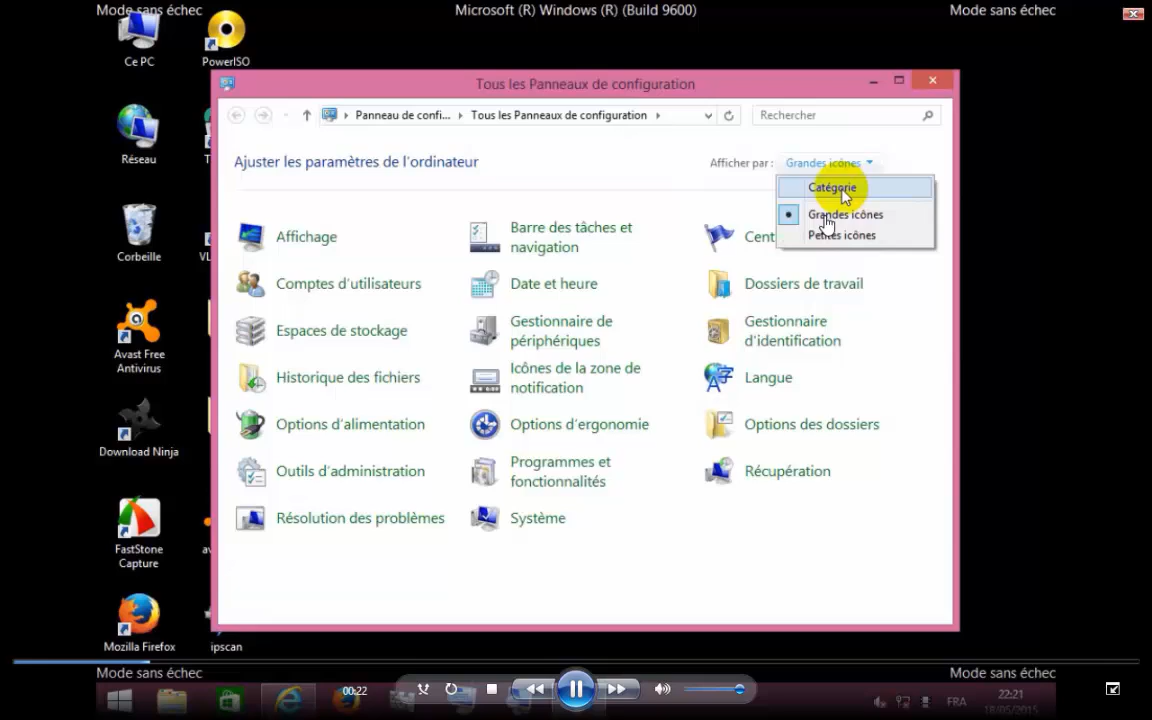 Mode sans échec
Microsoft (R) Windows (R) (Build 9600)
Mode sans échec
Ce PC
PowerISO
Réseau
Corbeille
Avast Free
Antivirus
Download Ninja
FastStone
Capture
Mozilla Firefox
ipscan
Tous les Panneaux de configuration
Panneau de confi...
Tous les Panneaux de configuration
Rechercher
Ajuster les paramètres de l'ordinateur
Afficher par :
Grandes icônes
Catégorie
Grandes icônes
Petites icônes
Affichage
Barre des tâches et
navigation
Cent
Comptes d'utilisateurs
Date et heure
Dossiers de travail
Espaces de stockage
Gestionnaire de
périphériques
Gestionnaire
d'identification
Historique des fichiers
Icônes de la zone de
notification
Langue
Options d'alimentation
Options d'ergonomie
Options des dossiers
Outils d'administration
Programmes et
fonctionnalités
Récupération
Résolution des problèmes
Système
Mode sans échec
Mode sans échec
00:22
FRA
22:21
18/05/2015